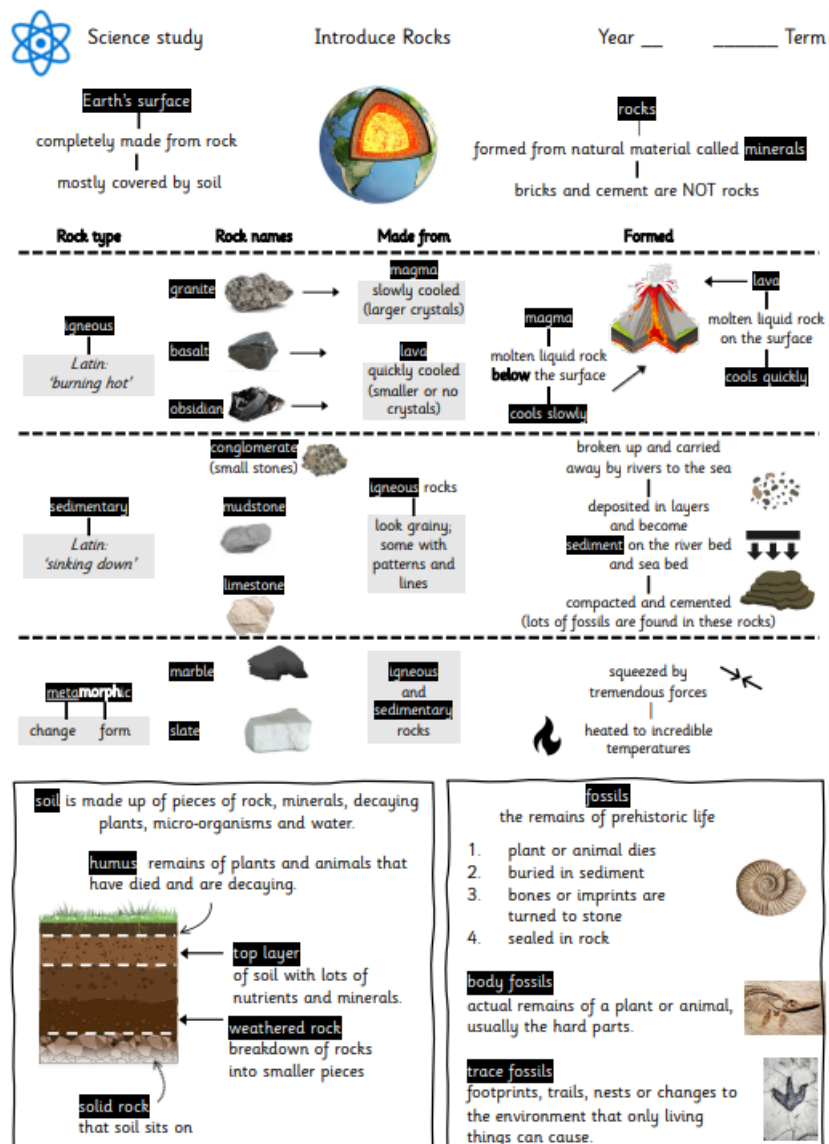 Science study Introduce Rocks Year __ ______ Term
Earth's surface
completely made from rock
mostly covered by soil
rocks
formed from natural material called minerals
bricks and cement are NOT rocks
Rock type Rock names Made from Formed
igneous
Latin:
'burning hot'
granite
basalt
obsidian
magma
slowly cooled
(larger crystals)
lava
quickly cooled
(smaller or no
crystals)
magma
molten liquid rock
below the surface
cools slowly
lava
molten liquid rock
on the surface
cools quickly
sedimentary
Latin:
'sinking down'
conglomerate
(small stones)
mudstone
limestone
igneous rocks
look grainy;
some with
patterns and
lines
broken up and carried
away by rivers to the sea
deposited in layers
and become
sediment on the river bed
and sea bed
compacted and cemented
(lots of fossils are found in these rocks)
metamorphic
change form
marble
slate
igneous
and
sedimentary
rocks
squeezed by
tremendous forces
heated to incredible
temperatures
soil is made up of pieces of rock, minerals, decaying
plants, micro-organisms and water.
humus remains of plants and animals that
have died and are decaying.
top layer
of soil with lots of
nutrients and minerals.
weathered rock
breakdown of rocks
into smaller pieces
solid rock
that soil sits on
fossils
the remains of prehistoric life
1. plant or animal dies
2. buried in sediment
3. bones or imprints are
turned to stone
4. sealed in rock
body fossils
actual remains of a plant or animal,
usually the hard parts.
trace fossils
footprints, trails, nests or changes to
the environment that only living
things can cause.